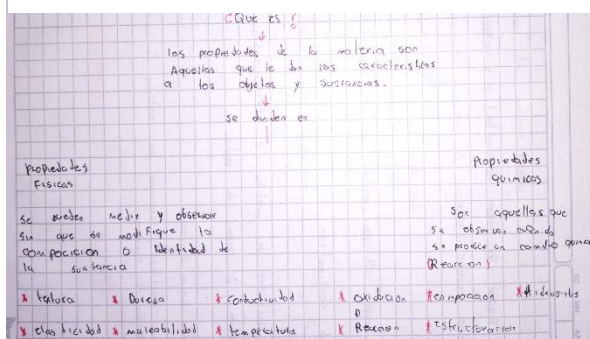 ¿Que es?
las propiedades de la materia son
Aquellas que le dan las caracteristicas
a los objetos y sustancias.
se dividen en
Propiedades
Fisicas
se pueden medir y observar
sin que se modifique la
composicion o identidad de
la sustancia
* textura * Dureza * conductividad
* elasticidad * maleabilidad * temperatura
Propiedades
quimicas
Son aquellas que
se observan cuando
se produce un cambio quimico
(Reaccion)
* oxidacion * composicion * Hidrosilis
o
* Reaccion